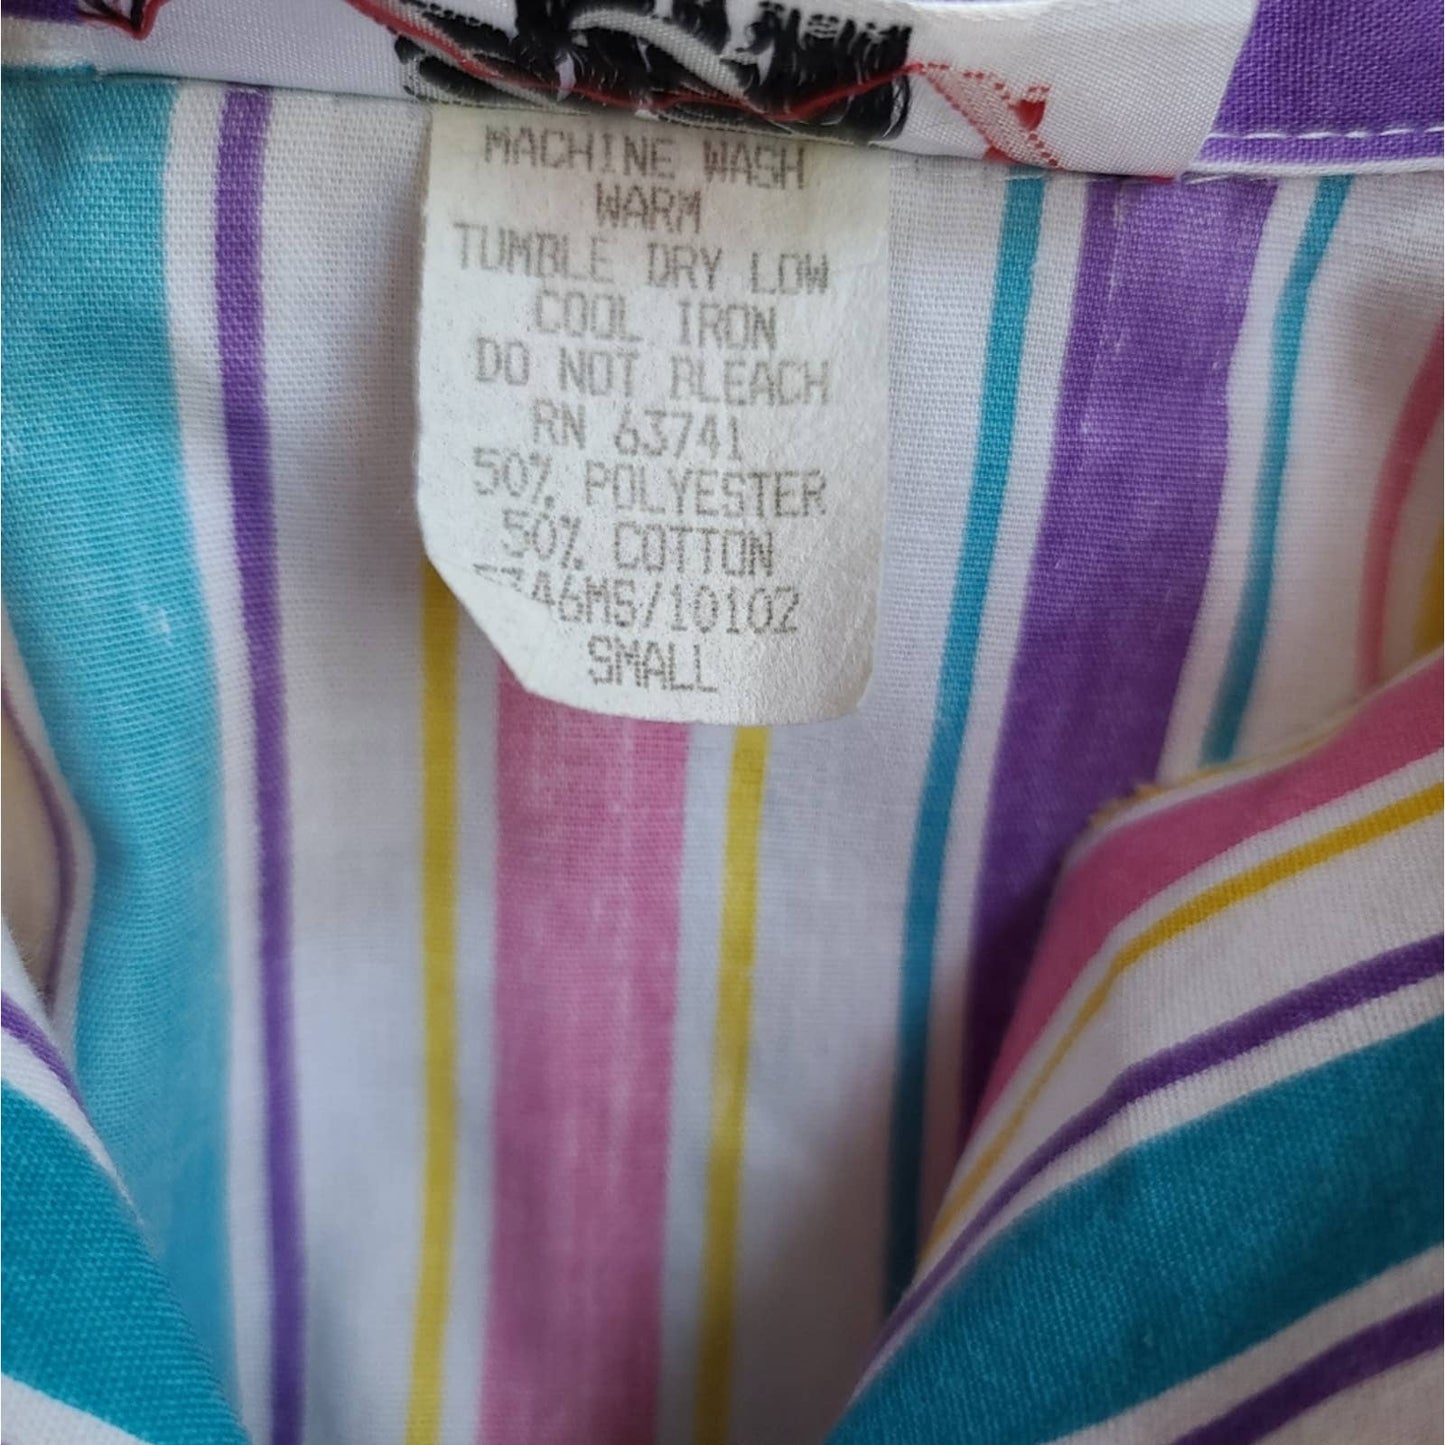 MACHINE WASH
WARM
TUMBLE DRY LOW
COOL IRON
DO NOT BLEACH
RN 63741
50% POLYESTER
50% COTTON
SMALL